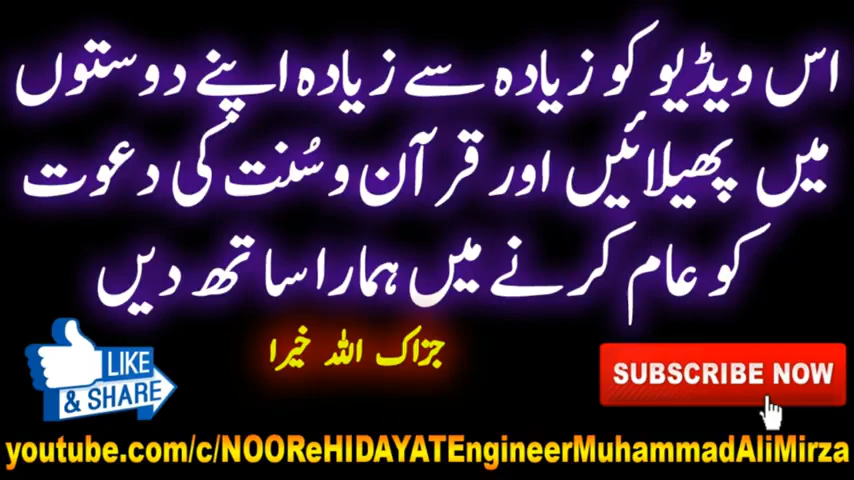 اس ویڈیو کو زیادہ سے زیادہ اپنے دوستوں
میں پھیلائیں اور قرآن و سُنت کی دعوت
کو عام کرنے میں ہمارا ساتھ دیں
جزاک اللہ خیرا
LIKE
& SHARE
SUBSCRIBE NOW
youtube.com/c/NOOReHIDAYATEngineerMuhammadAliMirza